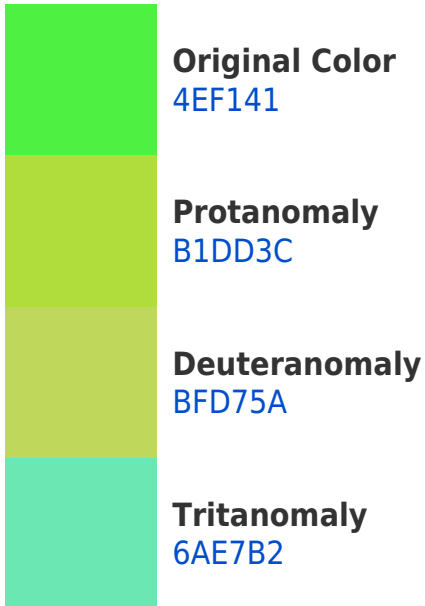 Original Color
4EF141
Protanomaly
B1DD3C
Deuteranomaly
BFD75A
Tritanomaly
6AE7B2